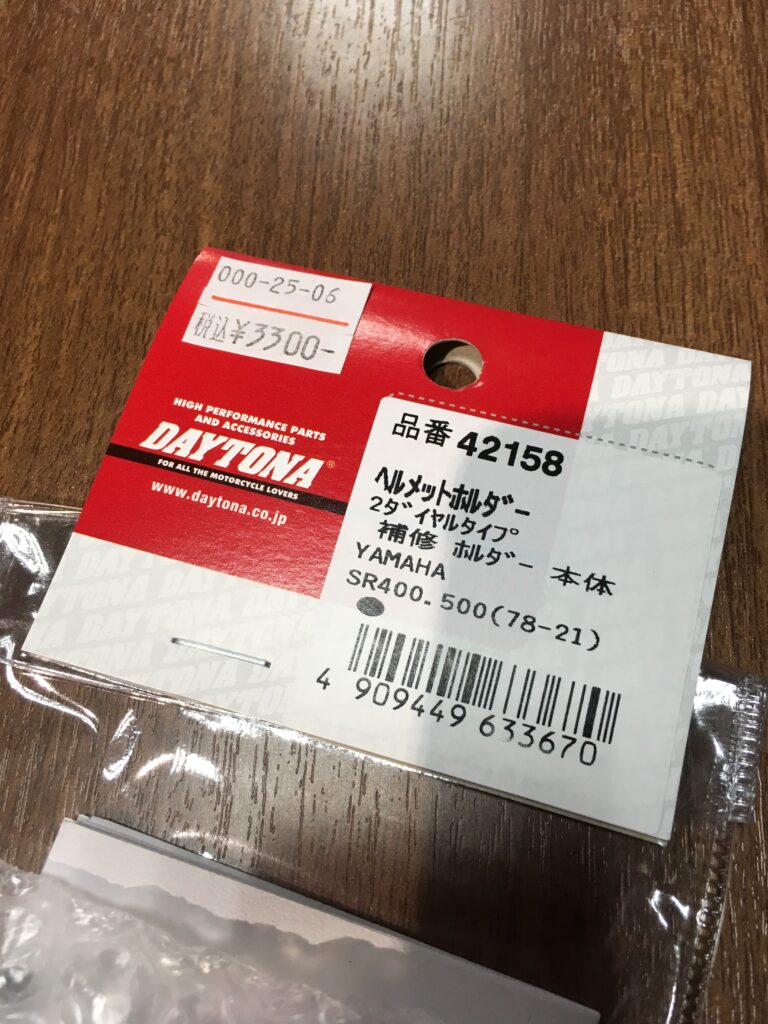 000-25-06
税込¥3300-
HIGH PERFORMANCE PARTS
AND ACCESSORIES
DAYTONA®
FOR ALL THE MOTORCYCLE LOVERS
www.daytona.co.jp
品番 42158
ヘルメットホルダー
2ダイヤルタイプ
補修 ホルダー 本体
YAMAHA
SR400.500(78-21)
4 909449 633670
DAYTONA